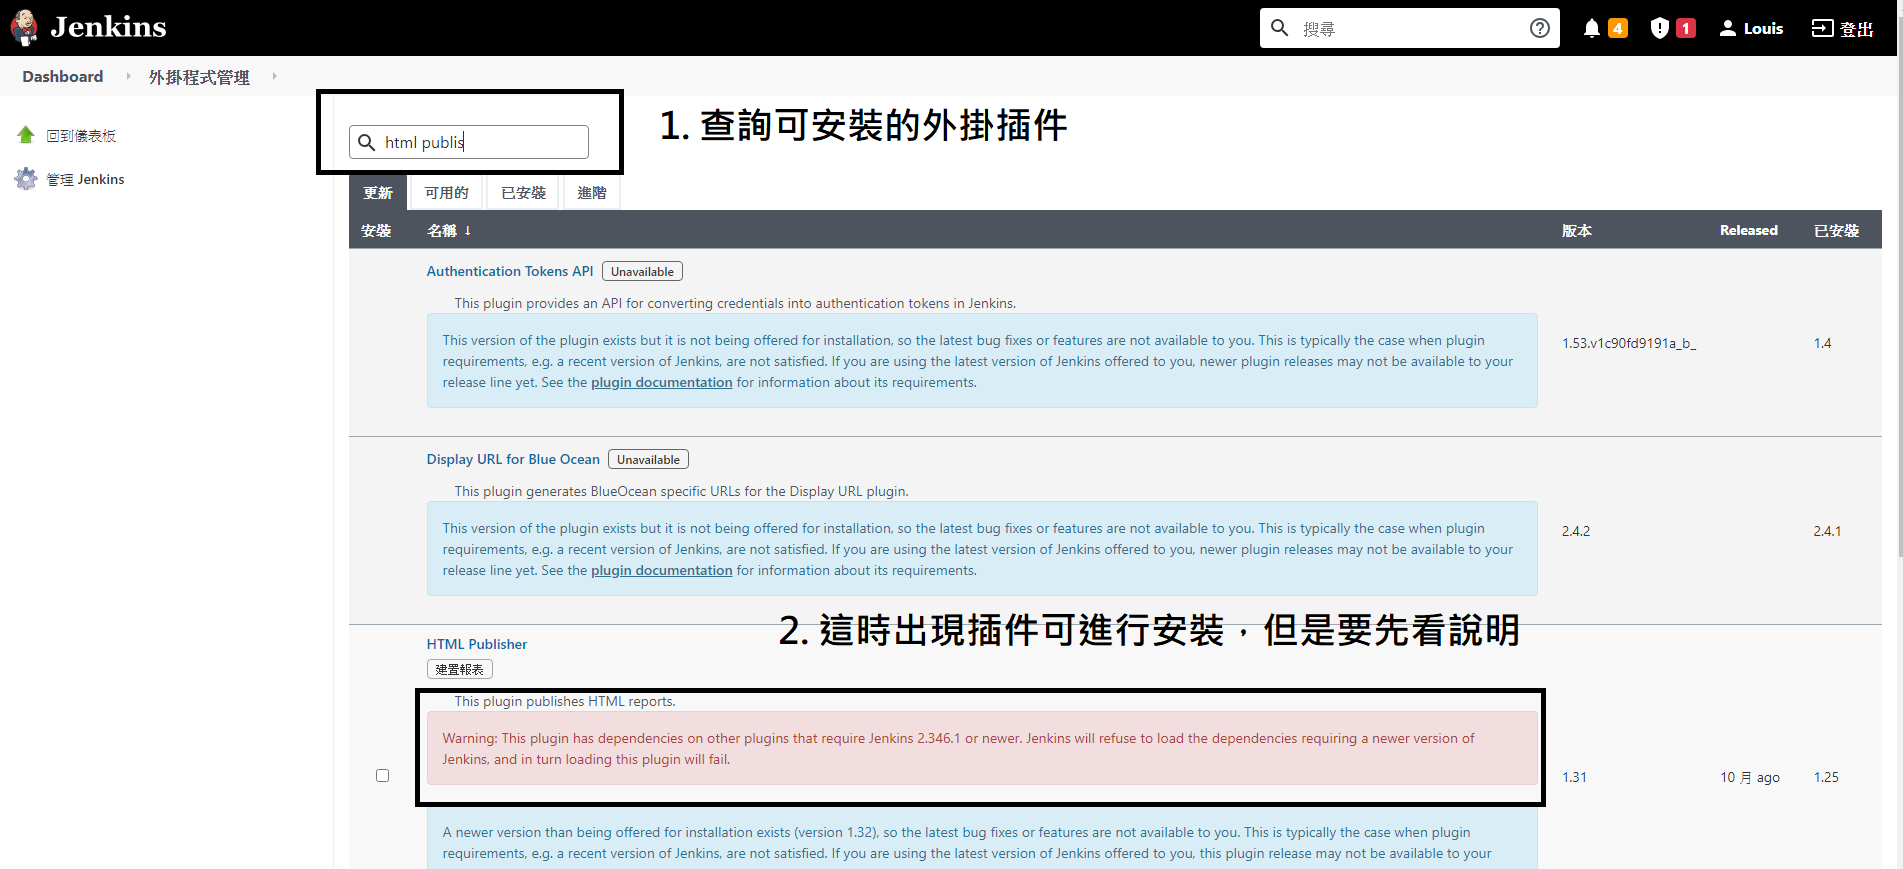 Jenkins
搜尋
4
1
Louis
登出
Dashboard
外掛程式管理
回到儀表板
管理 Jenkins
html publis
1. 查詢可安裝的外掛插件
更新 可用的 已安裝 進階
安裝 名稱 ↓ 版本 Released 已安裝
Authentication Tokens API Unavailable
This plugin provides an API for converting credentials into authentication tokens in Jenkins.
This version of the plugin exists but it is not being offered for installation, so the latest bug fixes or features are not available to you. This is typically the case when plugin
requirements, e.g. a recent version of Jenkins, are not satisfied. If you are using the latest version of Jenkins offered to you, newer plugin releases may not be available to your
release line yet. See the plugin documentation for information about its requirements.
1.53.v1c90fd9191a_b_ 1.4
Display URL for Blue Ocean Unavailable
This plugin generates BlueOcean specific URLs for the Display URL plugin.
This version of the plugin exists but it is not being offered for installation, so the latest bug fixes or features are not available to you. This is typically the case when plugin
requirements, e.g. a recent version of Jenkins, are not satisfied. If you are using the latest version of Jenkins offered to you, newer plugin releases may not be available to your
release line yet. See the plugin documentation for information about its requirements.
2.4.2 2.4.1
2. 這時出現插件可進行安裝，但是要先看說明
HTML Publisher
建置報表
This plugin publishes HTML reports.
Warning: This plugin has dependencies on other plugins that require Jenkins 2.346.1 or newer. Jenkins will refuse to load the dependencies requiring a newer version of
Jenkins, and in turn loading this plugin will fail.
1.31 10 月 ago 1.25
A newer version than being offered for installation exists (version 1.32), so the latest bug fixes or features are not available to you. This is typically the case when plugin
requirements, e.g. a recent version of Jenkins, are not satisfied. If you are using the latest version of Jenkins offered to you, this plugin release may not be available to your